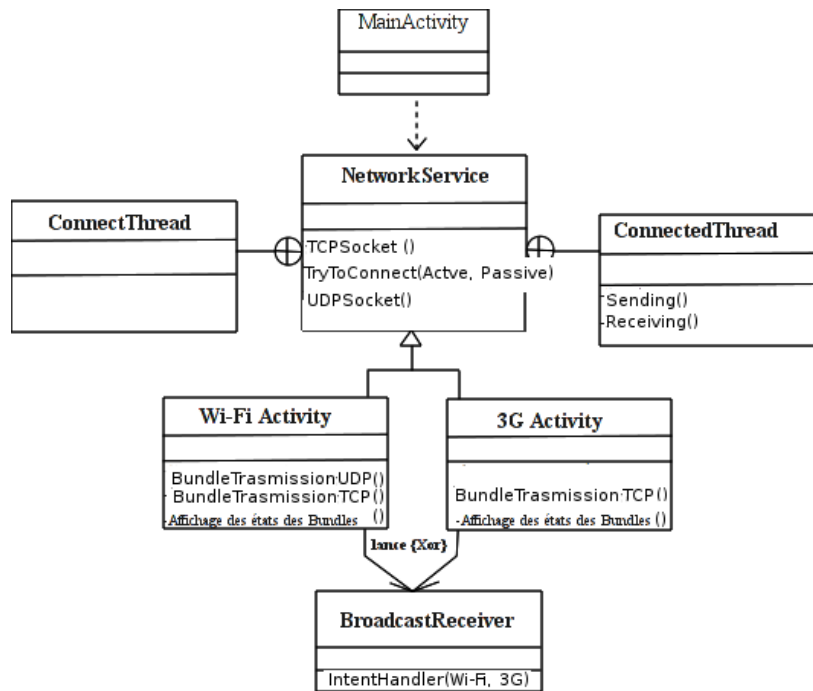 MainActivity
NetworkService
TCPSocket ()
TryToConnect(Actve, Passive)
UDPSocket()
ConnectThread
ConnectedThread
Sending()
-Receiving()
Wi-Fi Activity
BundleTrasmission·UDP()
- BundleTrasmission·TCP()
-Affichage des états des Bundles ()
3G Activity
BundleTrasmission·TCP()
-Affichage des états des Bundles ()
lance {Xor}
BroadcastReceiver
IntentHandler(Wi-Fi, 3G)